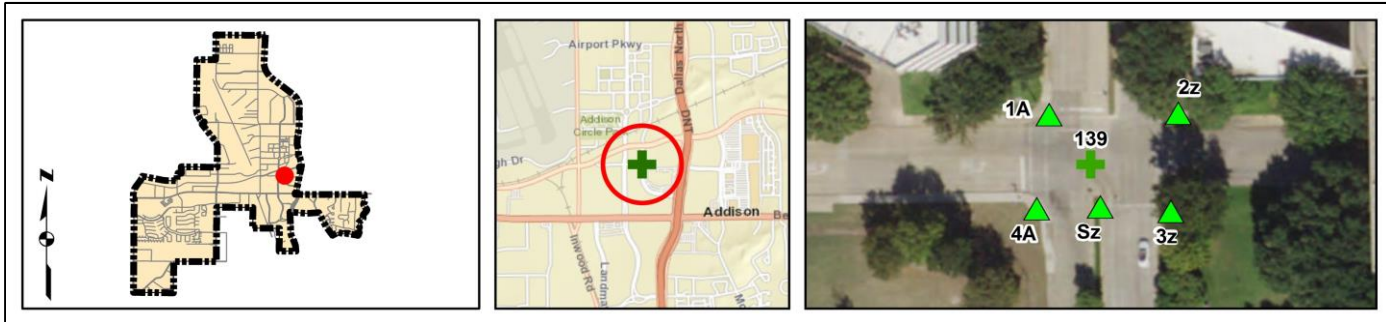 N
Airport Pkwy
Dallas North
DNT
Addison
Circle
gh Dr
Addison
Be
Inwood Rd
Landma
1A
2z
139
4A
Sz
3z